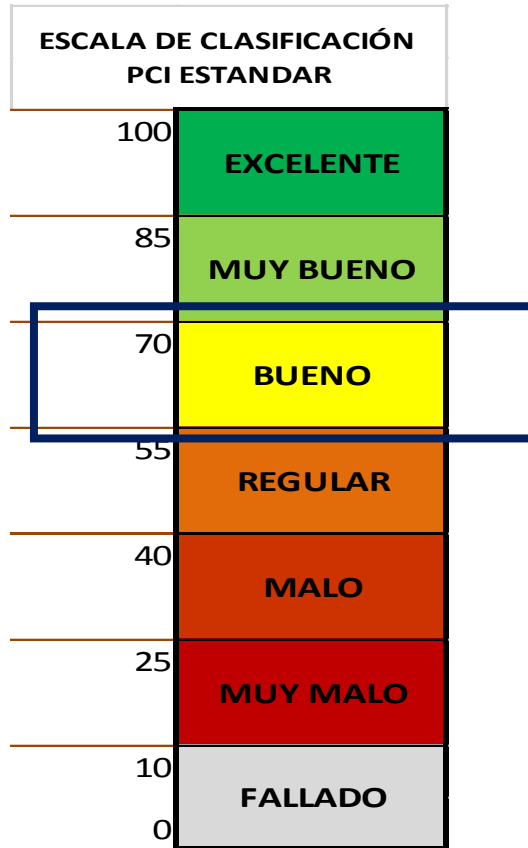 ESCALA DE CLASIFICACIÓN
PCI ESTANDAR
100
EXCELENTE
85
MUY BUENO
70
BUENO
55
REGULAR
40
MALO
25
MUY MALO
10
FALLADO
0